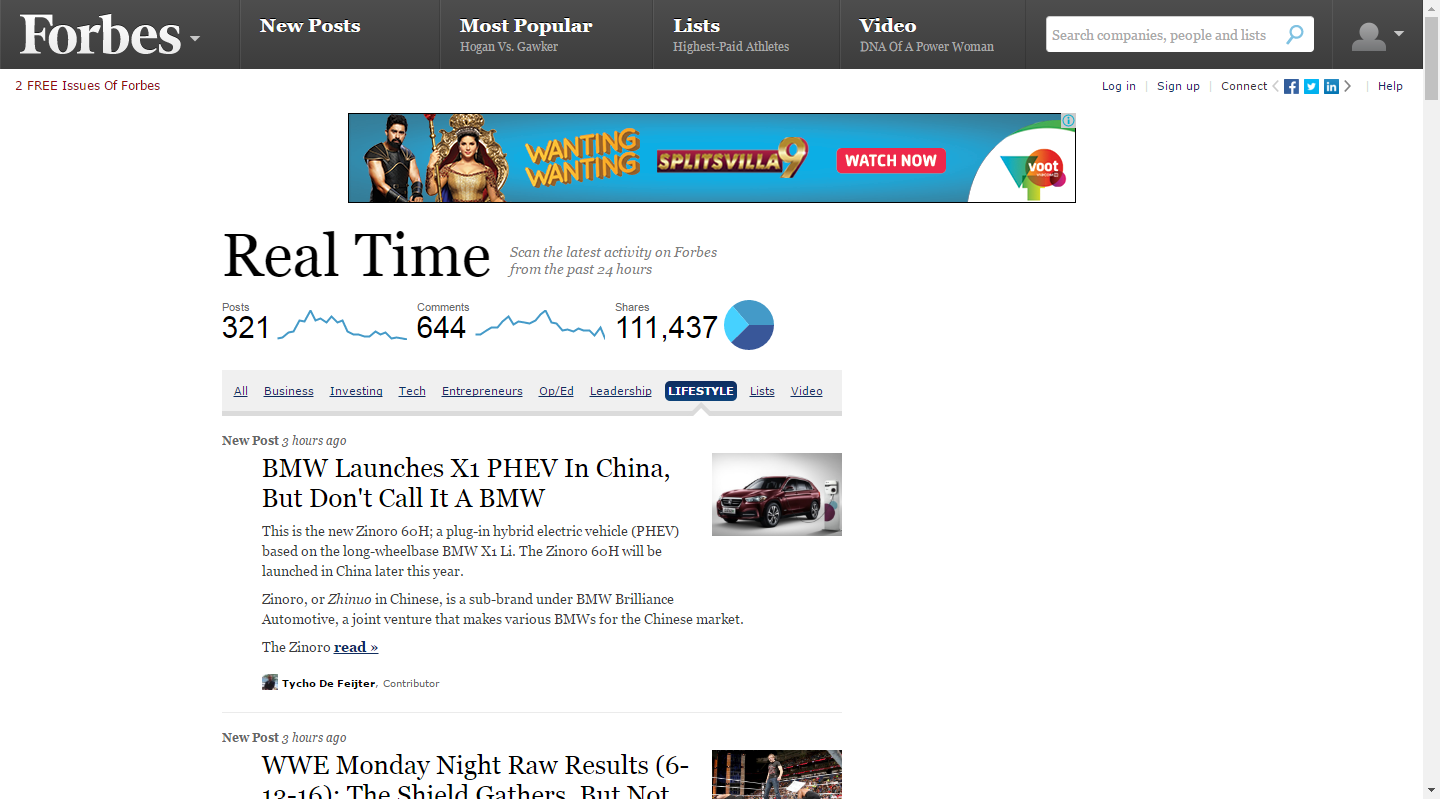 Forbes
New Posts
Most Popular
Hogan Vs. Gawker
Lists
Highest-Paid Athletes
Video
DNA Of A Power Woman
Search companies, people and lists
2 FREE Issues Of Forbes
Log in
Sign up
Connect
Help
WANTING WANTING
SPLITSVILLA 9
WATCH NOW
voot
Real Time
Scan the latest activity on Forbes
from the past 24 hours
Posts
321
Comments
644
Shares
111,437
All Business Investing Tech Entrepreneurs Op/Ed Leadership LIFESTYLE Lists Video
New Post 3 hours ago
BMW Launches X1 PHEV In China,
But Don't Call It A BMW
This is the new Zinoro 60H; a plug-in hybrid electric vehicle (PHEV)
based on the long-wheelbase BMW X1 Li. The Zinoro 60H will be
launched in China later this year.
Zinoro, or Zhinuo in Chinese, is a sub-brand under BMW Brilliance
Automotive, a joint venture that makes various BMWs for the Chinese market.
The Zinoro read »
Tycho De Feijter, Contributor
New Post 3 hours ago
WWE Monday Night Raw Results (6-
13-16): The Shield Gathers, But Not